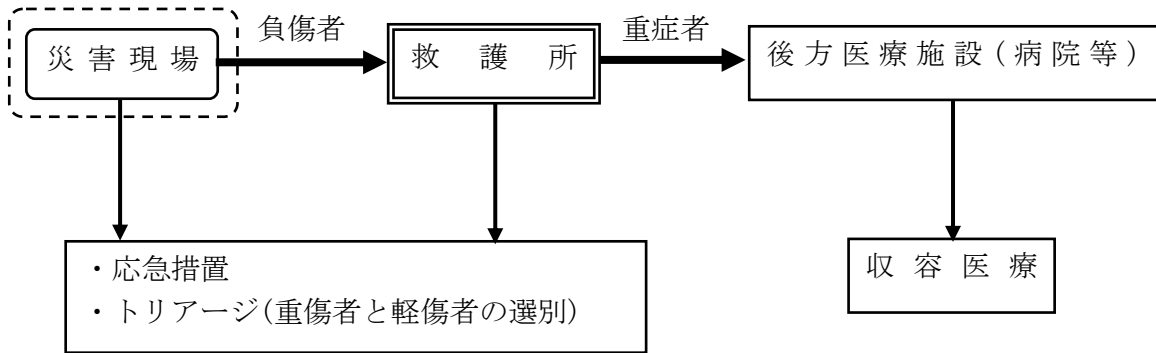 負傷者
重症者
災害現場
救護所
後方医療施設(病院等)
・応急措置
・トリアージ(重傷者と軽傷者の選別)
収容医療